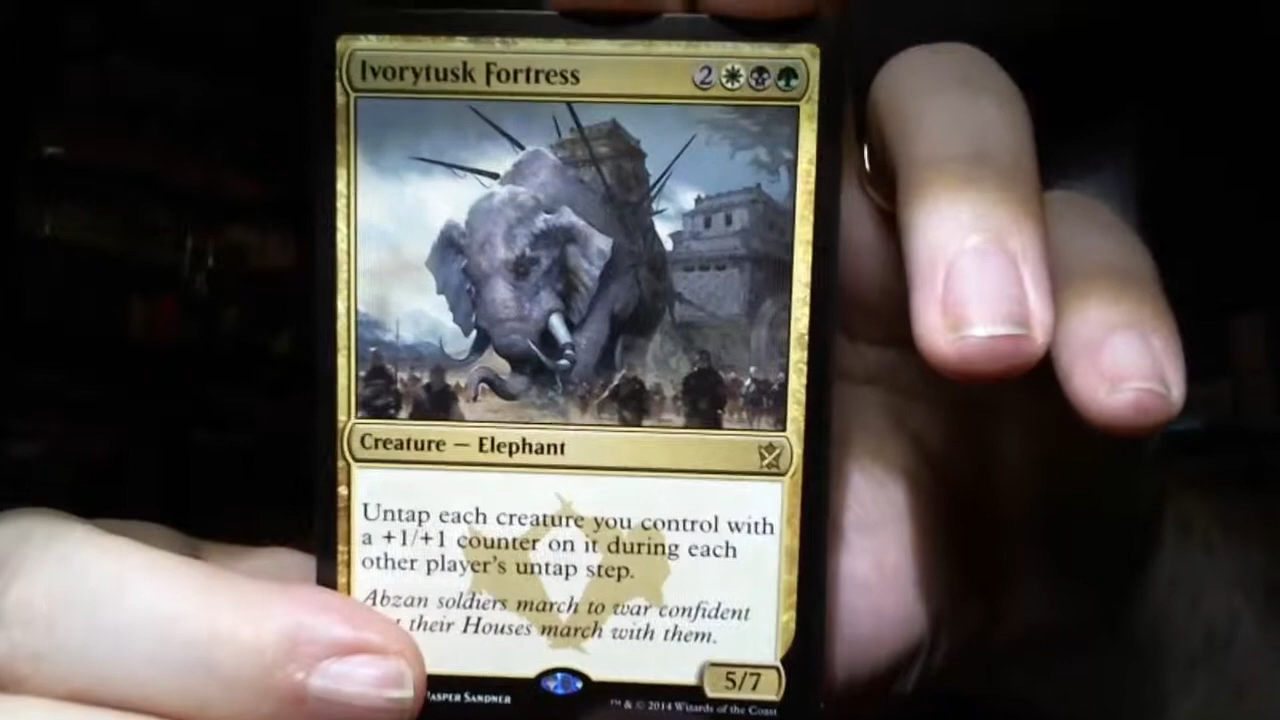 Ivorytusk Fortress 2
Creature — Elephant
Untap each creature you control with
a +1/+1 counter on it during each
other player's untap step.
Abzan soldiers march to war confident
their Houses march with them.
5/7
JASPER SANDNER ™ & © 2014 Wizards of the Coast